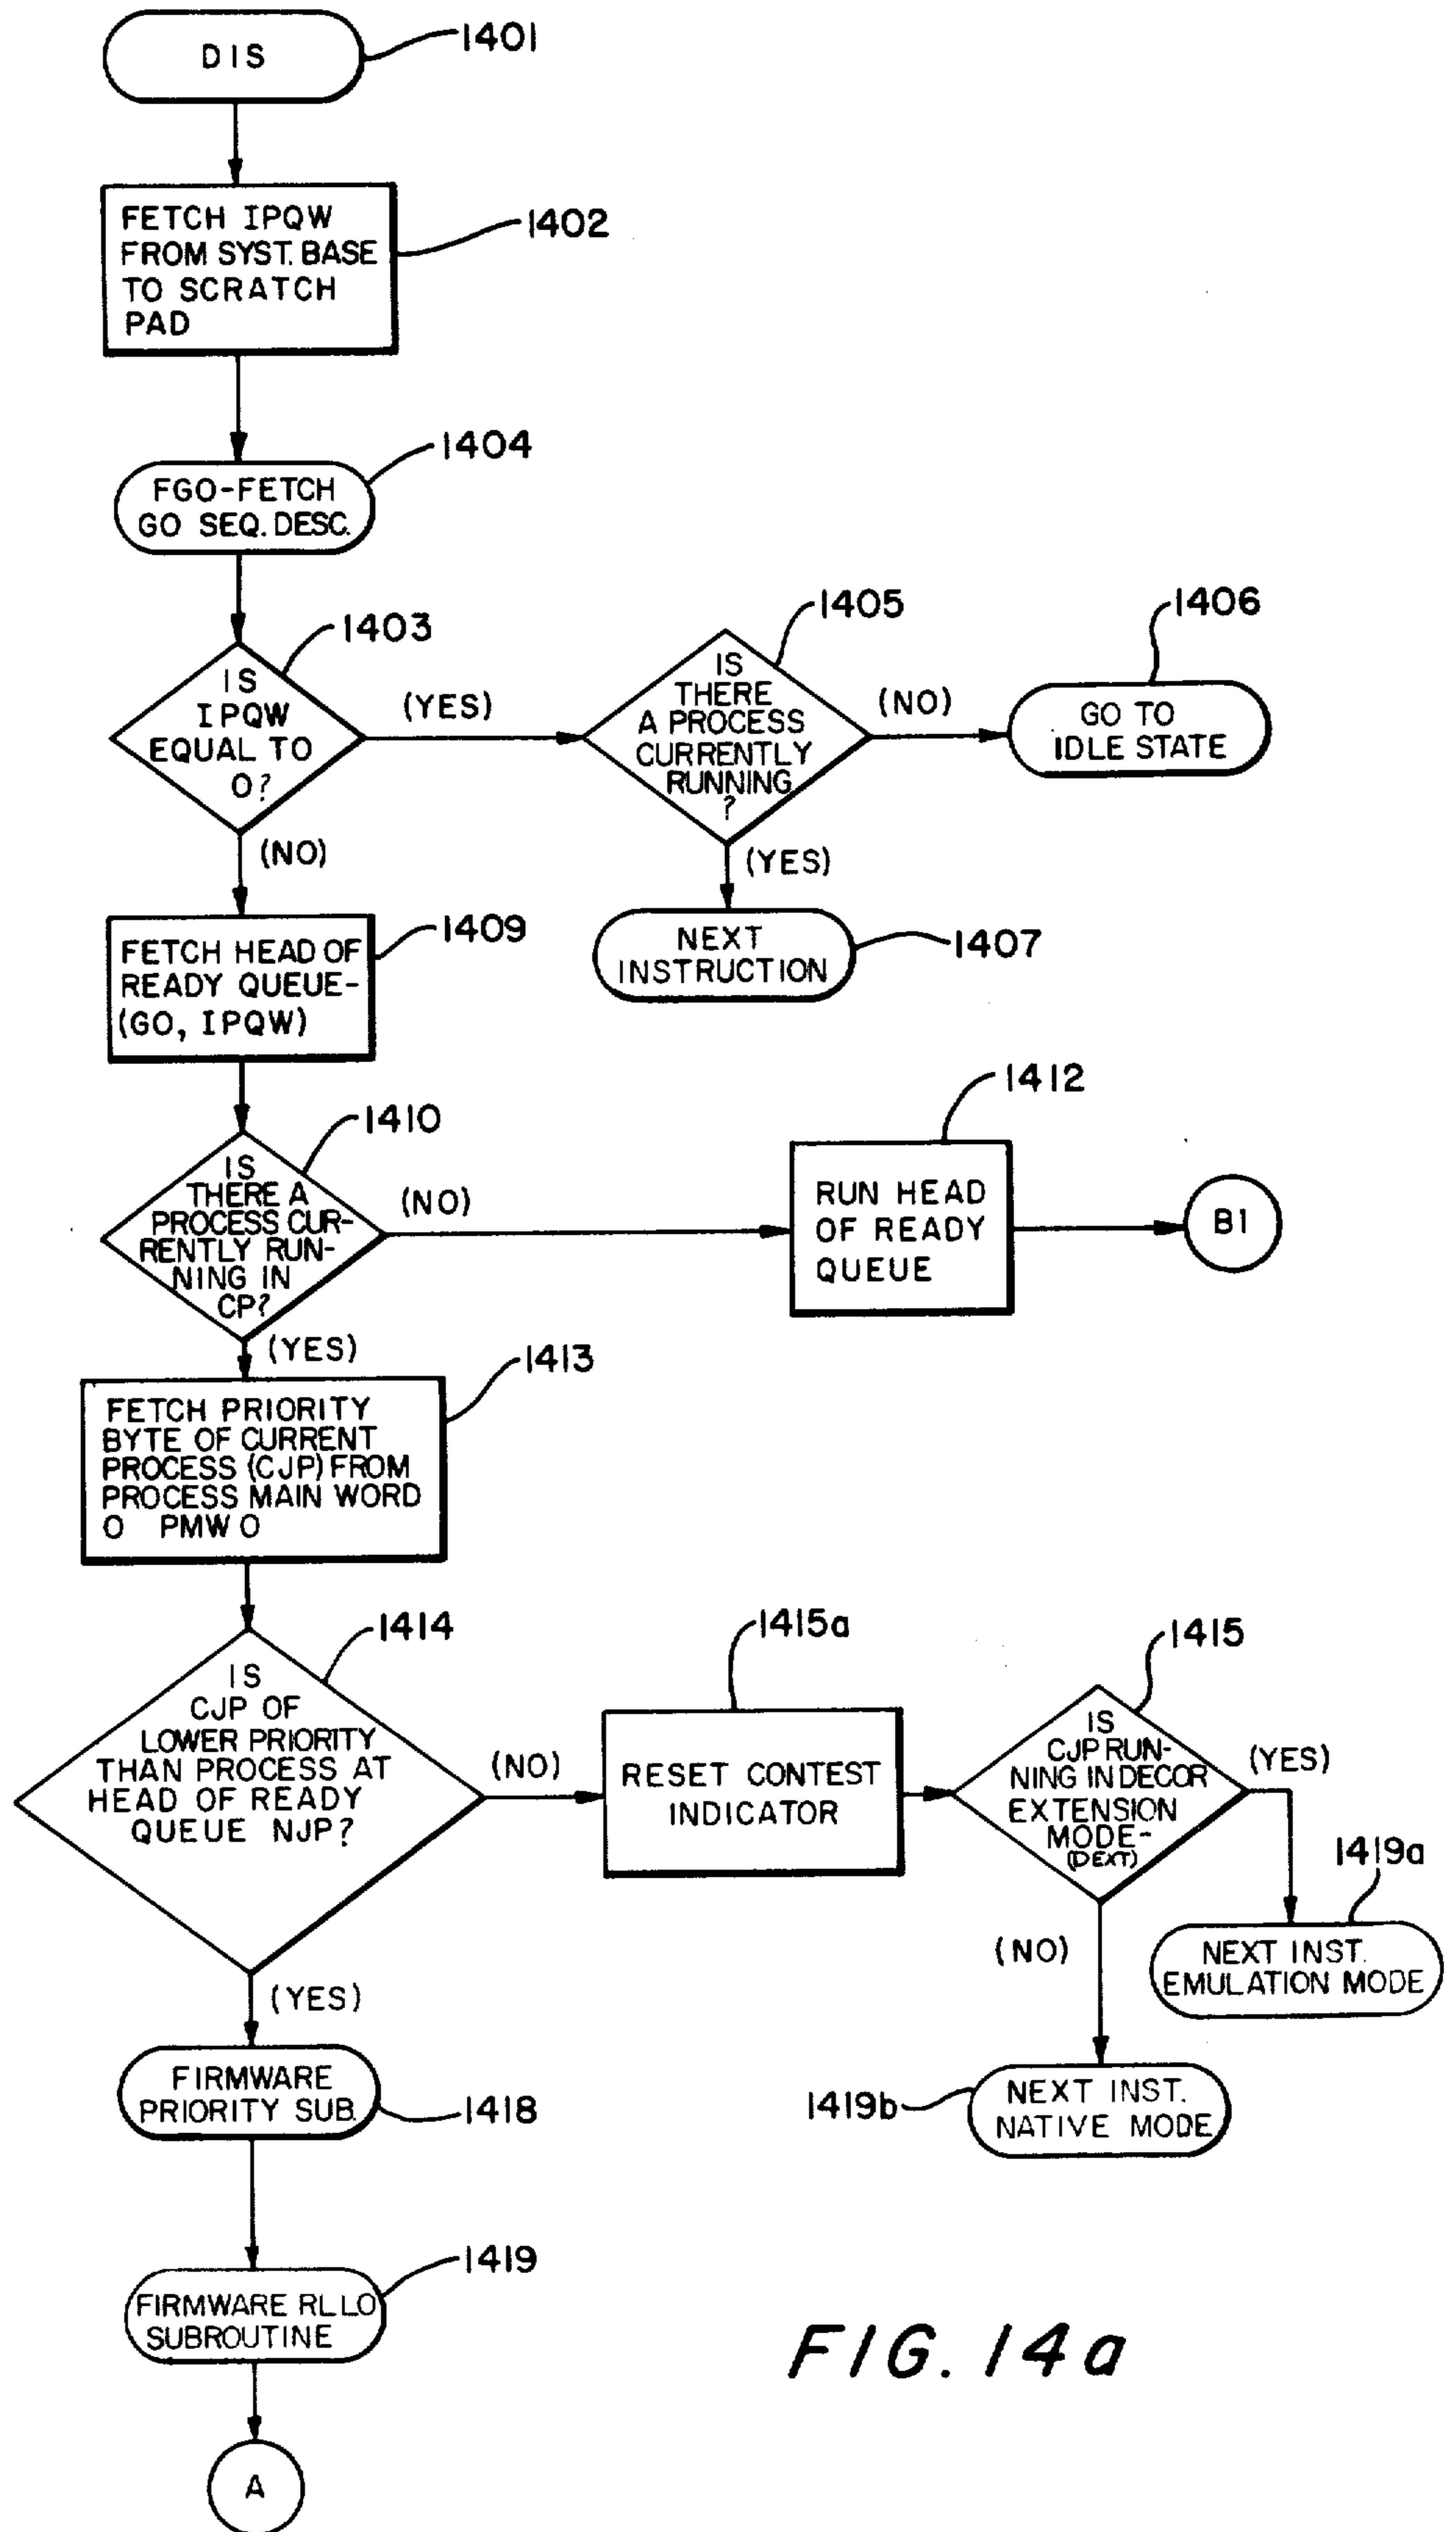 DIS
1401
FETCH IPQW
FROM SYST. BASE
TO SCRATCH
PAD
1402
1404
FGO-FETCH
GO SEQ. DESC.
1403
IS
IPQW
EQUAL TO
0?
(YES)
(NO)
1405
IS
THERE
A PROCESS
CURRENTLY
RUNNING
?
(NO)
(YES)
1406
GO TO
IDLE STATE
NEXT
INSTRUCTION
1407
1409
FETCH HEAD OF
READY QUEUE-
(GO, IPQW)
1410
IS
THERE A
PROCESS CUR-
RENTLY RUN-
NING IN
CP?
(NO)
(YES)
1412
RUN HEAD
OF READY
QUEUE
B1
1413
FETCH PRIORITY
BYTE OF CURRENT
PROCESS (CJP) FROM
PROCESS MAIN WORD
0 PMW 0
1414
IS
CJP OF
LOWER PRIORITY
THAN PROCESS AT
HEAD OF READY
QUEUE NJP?
(NO)
(YES)
1415a
RESET CONTEST
INDICATOR
1415
IS
CJP RUN-
NING IN DECOR
EXTENSION
MODE-
(DEXT)
(YES)
(NO)
1419a
NEXT INST.
EMULATION MODE
1419b
NEXT INST.
NATIVE MODE
FIRMWARE
PRIORITY SUB.
1418
1419
FIRMWARE RLLO
SUBROUTINE
A
FIG. 14a